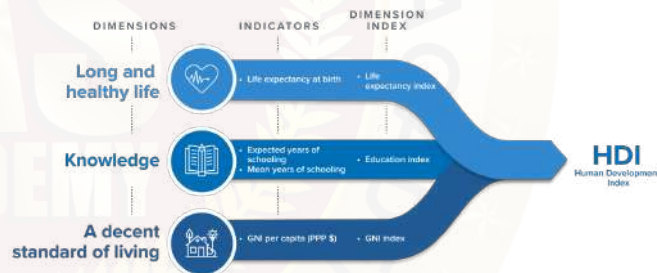 DIMENSIONS
INDICATORS
DIMENSION
INDEX
Long and
healthy life
• Life expectancy at birth
• Life
expectancy index
Knowledge
• Expected years of
schooling
• Mean years of schooling
• Education index
A decent
standard of living
• GNI per capita (PPP $)
• GNI index
HDI
Human Development
Index